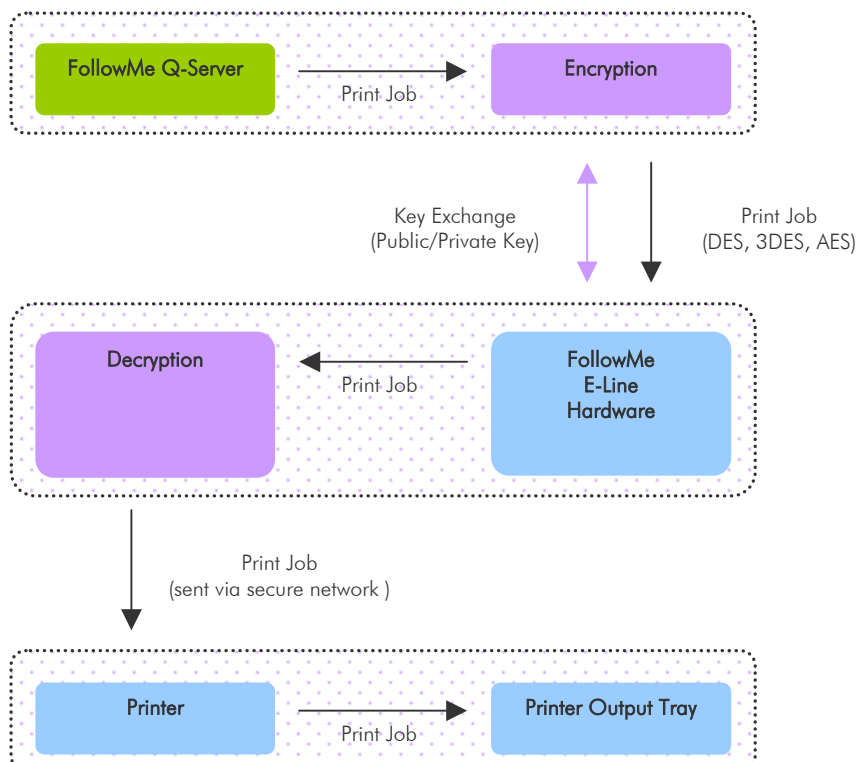 FollowMe Q-Server
Print Job
Encryption
Key Exchange
(Public/Private Key)
Print Job
(DES, 3DES, AES)
Decryption
Print Job
FollowMe
E-Line
Hardware
Print Job
(sent via secure network )
Printer
Print Job
Printer Output Tray